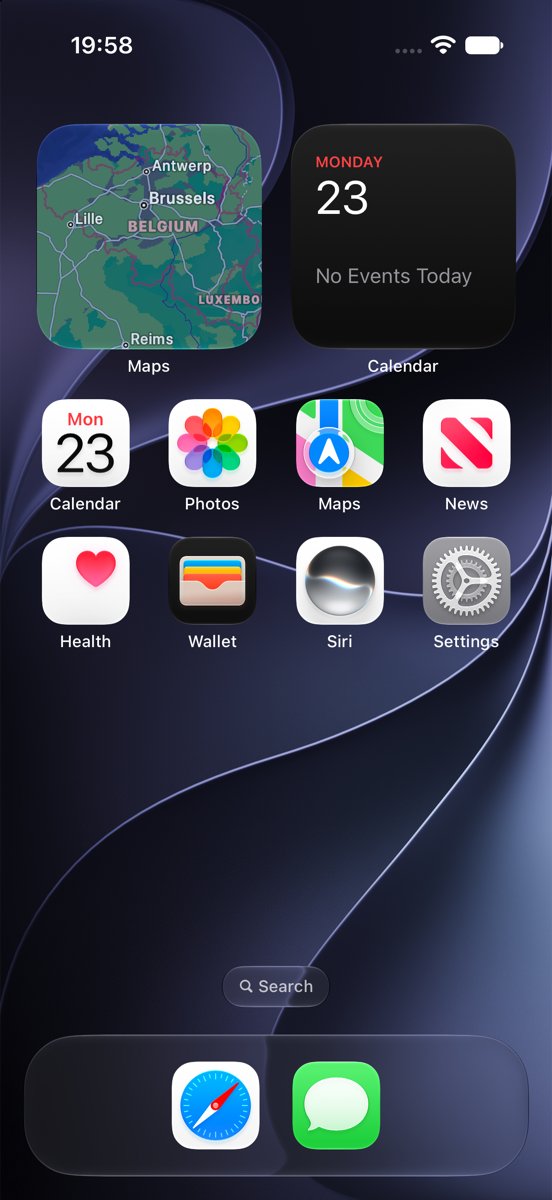 19:58
Antwerp
Brussels
Lille
BELGIUM
LUXEMBO
Reims
Maps
MONDAY
23
No Events Today
Calendar
Mon
23
Calendar
Photos
Maps
News
Health
Wallet
Siri
Settings
Search